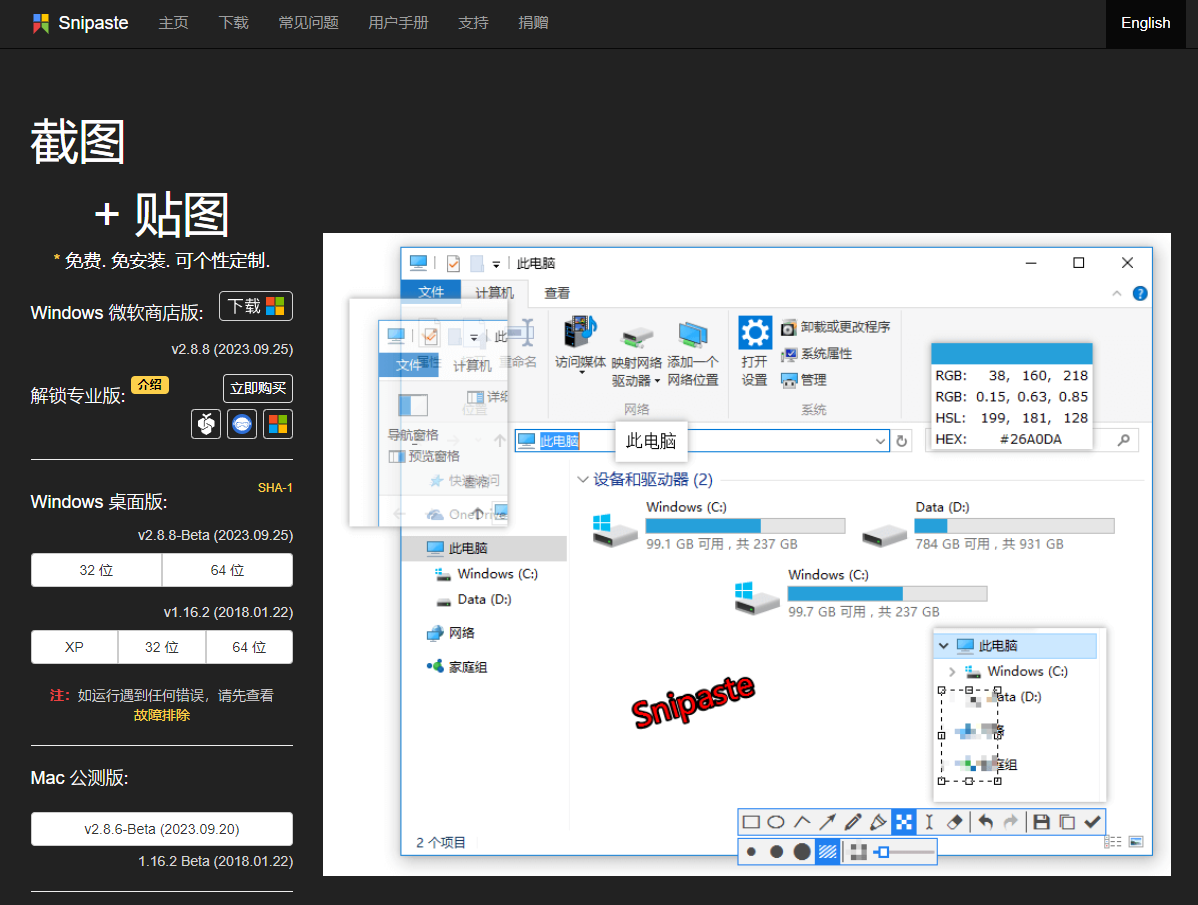 Snipaste 主页 下载 常见问题 用户手册 支持 捐赠 English
截图
+ 贴图
* 免费. 免安装. 可个性定制.
Windows 微软商店版: 下载
v2.8.8 (2023.09.25)
解锁专业版: 介绍 立即购买
Windows 桌面版: SHA-1
v2.8.8-Beta (2023.09.25)
32 位 64 位
v1.16.2 (2018.01.22)
XP 32 位 64 位
注: 如运行遇到任何错误，请先查看
故障排除
Mac 公测版:
v2.8.6-Beta (2023.09.20)
1.16.2 Beta (2018.01.22)
此电脑
文件 计算机 查看
属性 重命名
位置
访问媒体 映射网络 添加一个
驱动器 网络位置
网络
打开
设置
卸载或更改程序
系统属性
管理
系统
此
文件 计算机
详细
导航窗格
预览窗格
窗格
快速访问
OneDrive
RGB: 38, 160, 218
RGB: 0.15, 0.63, 0.85
HSL: 199, 181, 128
HEX: #26A0DA
此电脑
此电脑
设备和驱动器 (2)
Windows (C:)
99.1 GB 可用，共 237 GB
Data (D:)
784 GB 可用，共 931 GB
Windows (C:)
99.7 GB 可用，共 237 GB
此电脑
Windows (C:)
Data (D:)
网络
家庭组
Snipaste
此电脑
Windows (C:)
ata (D:)
庭组
2 个项目